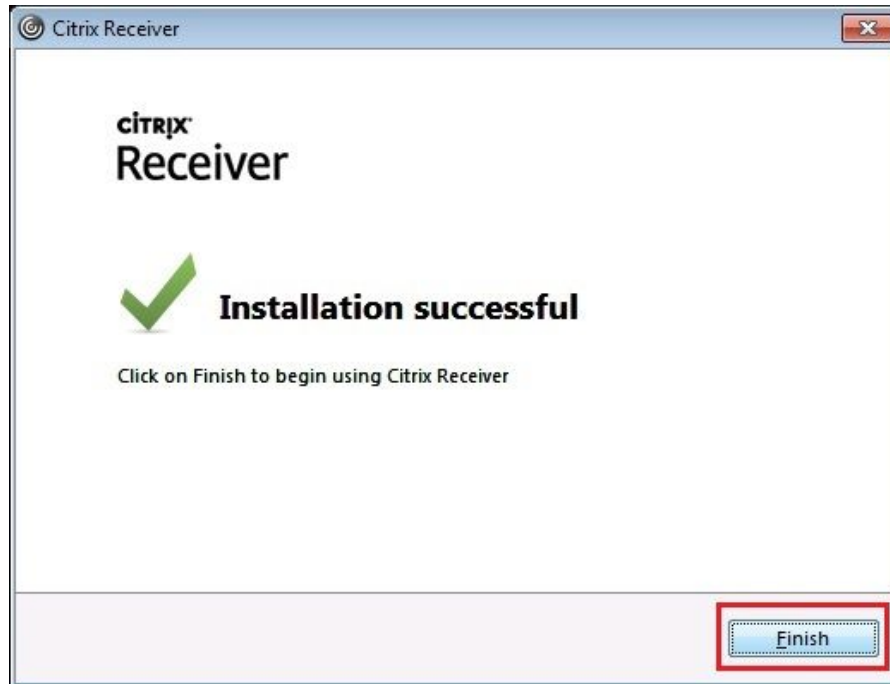 Citrix Receiver
CITRIX
Receiver
Installation successful
Click on Finish to begin using Citrix Receiver
Finish